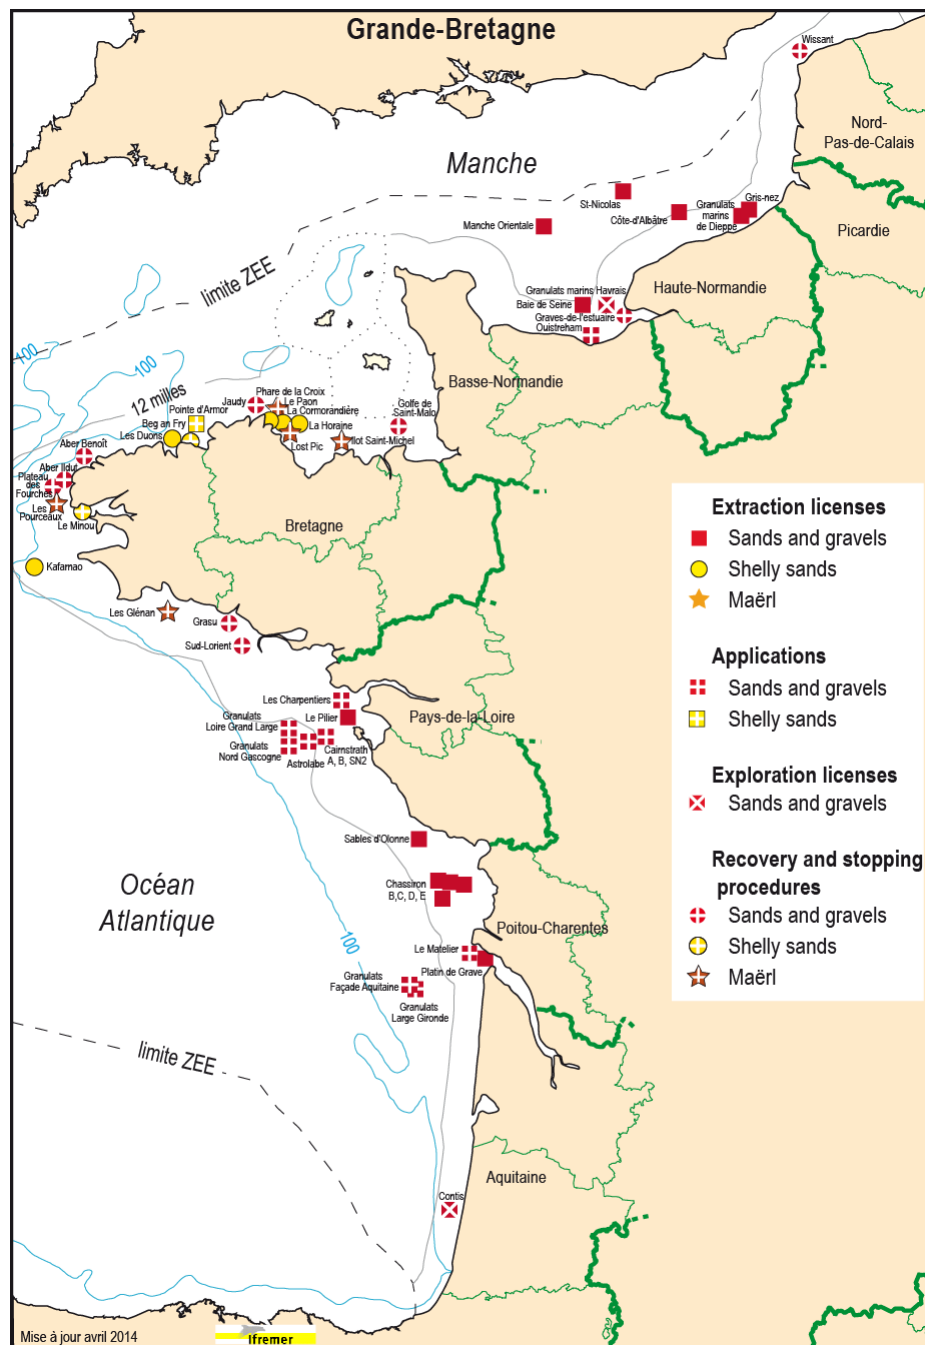 Grande-Bretagne
Wissant
Nord-
Pas-de-Calais
Manche
St-Nicolas
Gris-nez
Côte-d'Albâtre
Granulats
marins
de Dieppe
Manche Orientale
Picardie
limite ZEE
Granulats marins Havrais
Baie de Seine
Haute-Normandie
Graves-de-l'estuaire
Ouistreham
100
100
12 milles
Basse-Normandie
Phare de la Croix
Jaudy
Le Paon
La Cormorandière
Golfe de
Saint-Malo
Pointe d'Armor
Beg an Fry
La Horaine
Les Duons
Lost Pic
Ilot Saint-Michel
Aber Benoît
Aber Ildut
Plateau
des
Fourches
Les
Pourceaux
Le Minou
Bretagne
Kafarnao
Les Glénan
Grasu
Sud-Lorient
Extraction licenses
Sands and gravels
Shelly sands
Maërl
Applications
Sands and gravels
Shelly sands
Exploration licenses
Sands and gravels
Recovery and stopping
procedures
Sands and gravels
Shelly sands
Maërl
Les Charpentiers
Granulats
Loire Grand Large
Le Pilier
Pays-de-la-Loire
Granulats
Nord Gascogne
Astrolabe
Cairnstrath
A, B, SN2
Sables d'Olonne
Océan
Atlantique
Chassiron
B,C, D, E
100
Poitou-Charentes
Le Matelier
Platin de Grave
Granulats
Façade Aquitaine
Granulats
Large Gironde
limite ZEE
Aquitaine
Contis
Mise à jour avril 2014
Ifremer